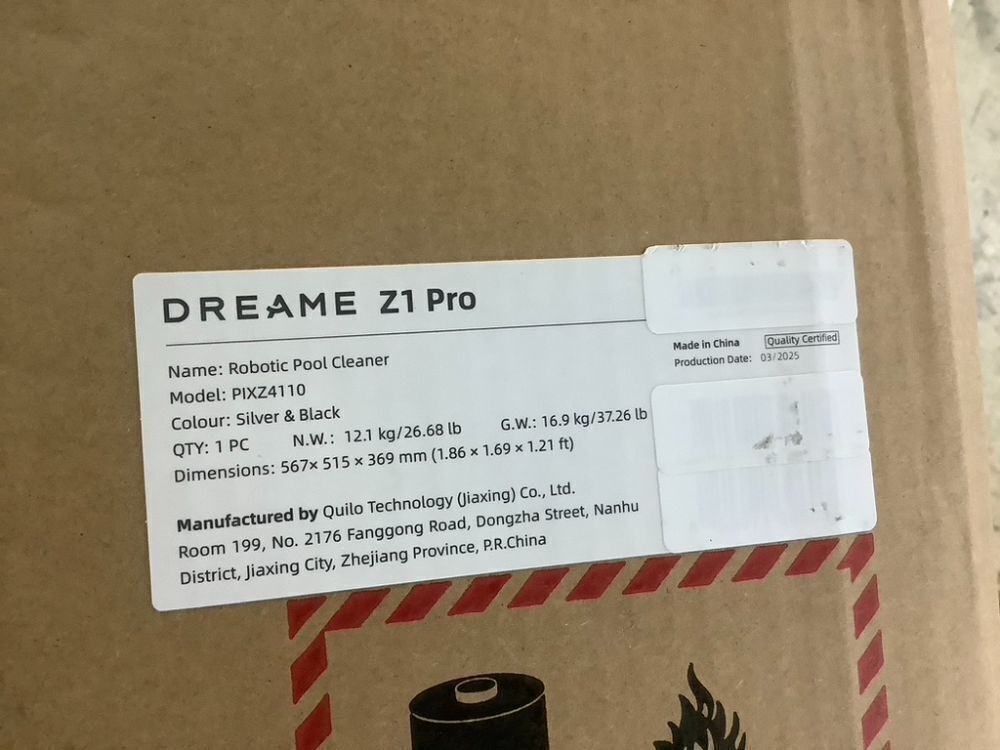 DREAME Z1 Pro
Made in China Quality Certified
Production Date: 03/2025
Name: Robotic Pool Cleaner
Model: PIXZ4110
Colour: Silver & Black
QTY: 1 PC N.W.: 12.1 kg/26.68 lb G.W.: 16.9 kg/37.26 lb
Dimensions: 567× 515 × 369 mm (1.86 × 1.69 × 1.21 ft)
Manufactured by Quilo Technology (Jiaxing) Co., Ltd.
Room 199, No. 2176 Fanggong Road, Dongzha Street, Nanhu
District, Jiaxing City, Zhejiang Province, P.R.China